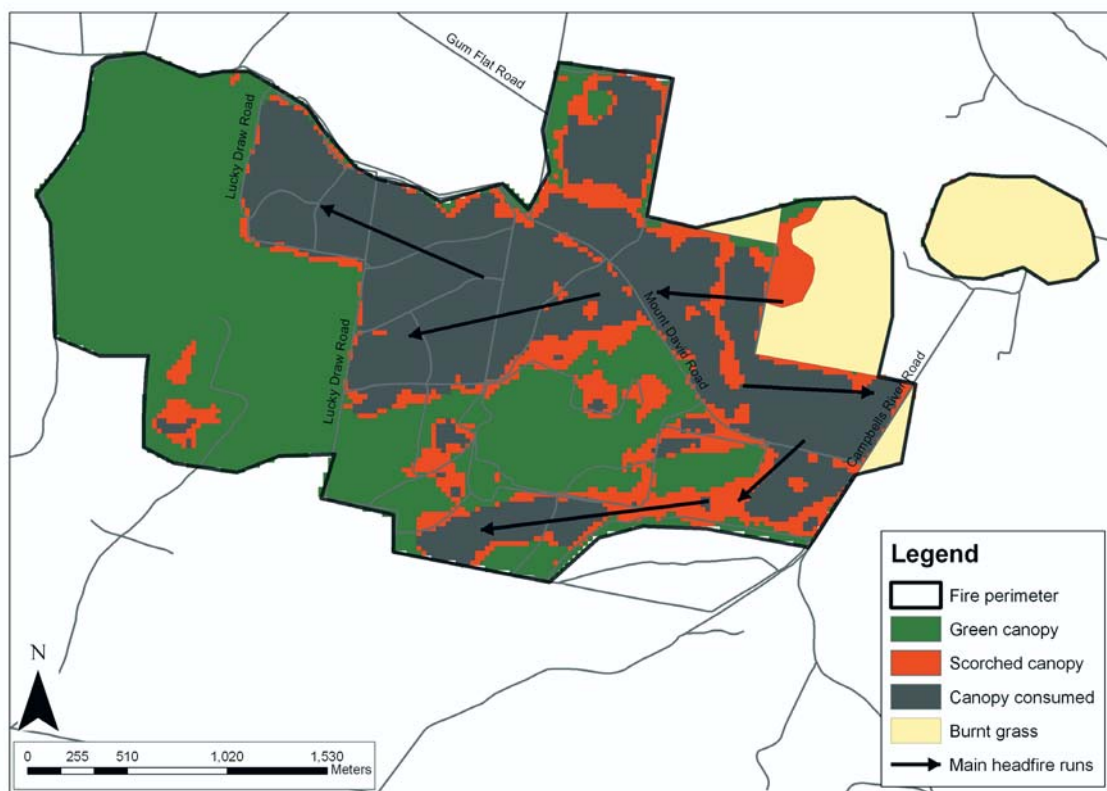 Gum Flat Road
Lucky Draw Road
Mount David Road
Lucky Draw Road
Campbells River Road
N
0 255 510 1,020 1,530
Meters
Legend
Fire perimeter
Green canopy
Scorched canopy
Canopy consumed
Burnt grass
Main headfire runs